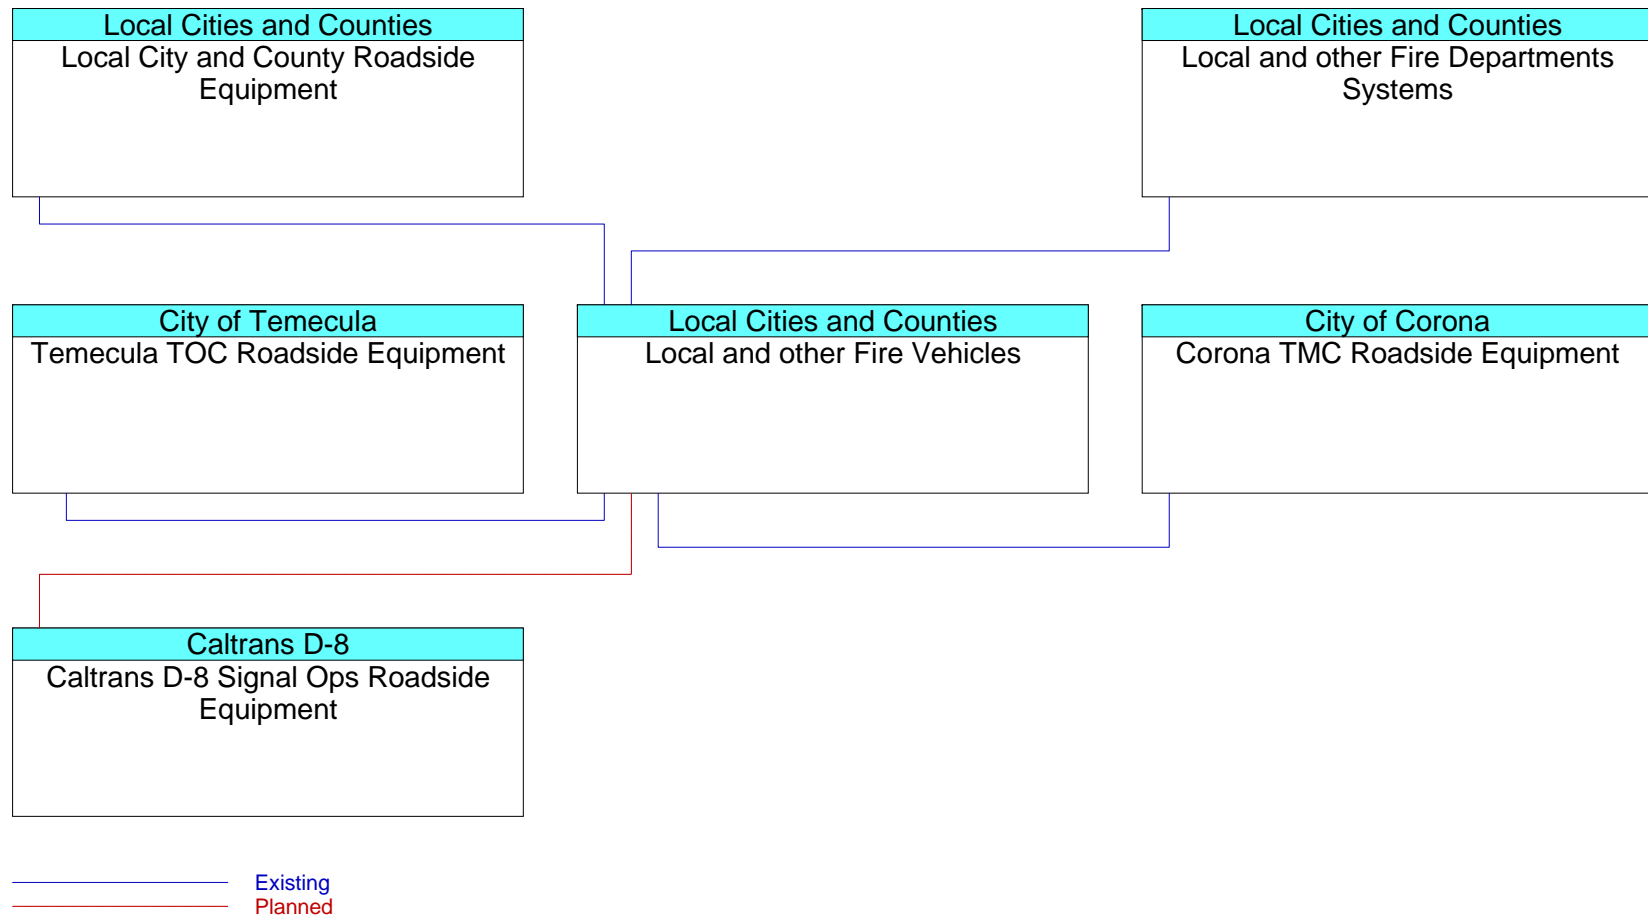 Local Cities and Counties
Local City and County Roadside
Equipment
Local Cities and Counties
Local and other Fire Departments
Systems
City of Temecula
Temecula TOC Roadside Equipment
Local Cities and Counties
Local and other Fire Vehicles
City of Corona
Corona TMC Roadside Equipment
Caltrans D-8
Caltrans D-8 Signal Ops Roadside
Equipment
Existing
Planned